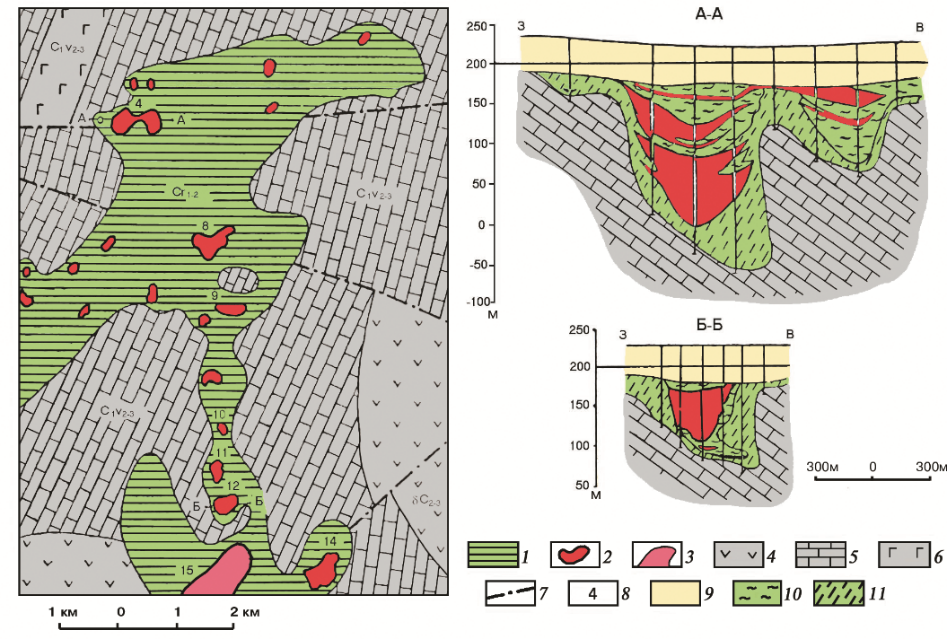 C₁v₂₋₃
4
А
А
Cr₁₋₂
C₁v₂₋₃
8
9
C₁v₂₋₃
10
11
12
Б
Б
δC₂₋₃
14
15
1 км 0 1 2 км
А-А
З В
250
200
150
100
50
0
-50
-100
М
Б-Б
З В
250
200
150
100
50
М
300м 0 300м
1 2 3 4 5 6
4
7 8 9 10 11